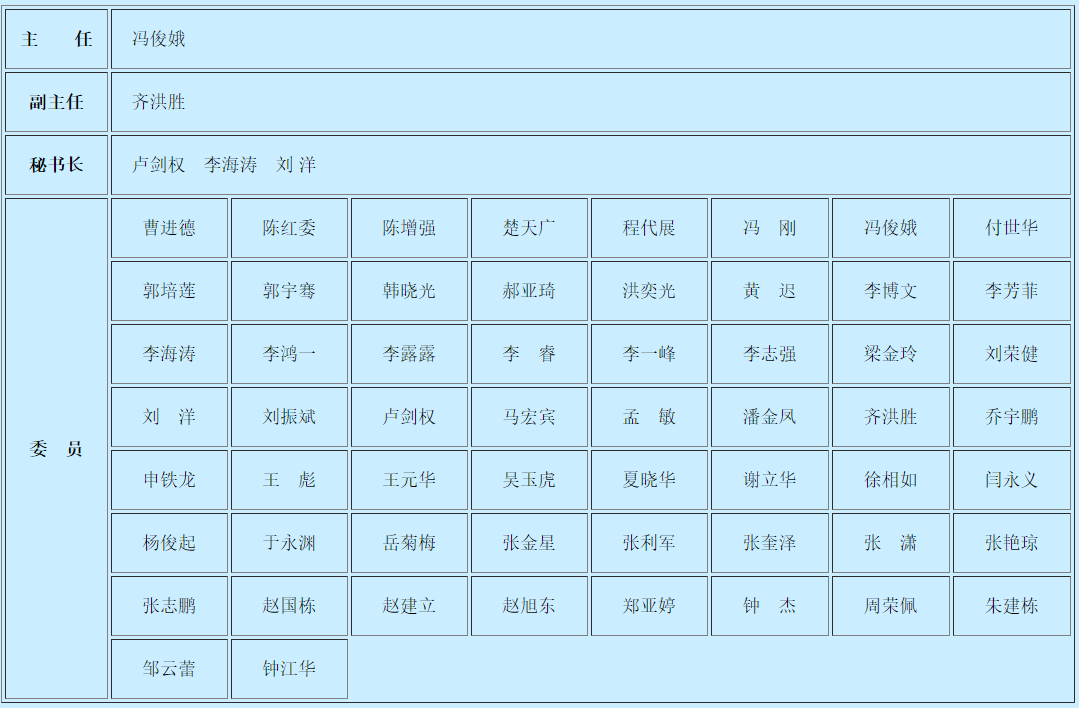 主　　任　冯俊娥
副主任　齐洪胜
秘书长　卢剑权　李海涛　刘 洋
曹进德　陈红委　陈增强　楚天广　程代展　冯　刚　冯俊娥　付世华
郭培莲　郭宇骞　韩晓光　郝亚琦　洪奕光　黄　迟　李博文　李芳菲
李海涛　李鸿一　李露露　李　睿　李一峰　李志强　梁金玲　刘荣健
刘　洋　刘振斌　卢剑权　马宏宾　孟　敏　潘金凤　齐洪胜　乔宇鹏
委　员
申铁龙　王　彪　王元华　吴玉虎　夏晓华　谢立华　徐相如　闫永义
杨俊起　于永渊　岳菊梅　张金星　张利军　张奎泽　张　潇　张艳琼
张志鹏　赵国栋　赵建立　赵旭东　郑亚婷　钟　杰　周荣佩　朱建栋
邹云蕾　钟江华